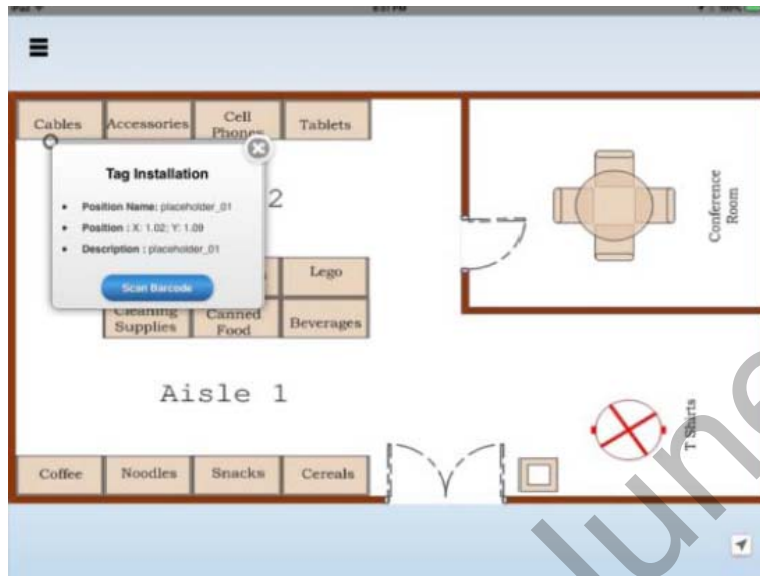 Cables
Accessories
Cell
Phones
Tablets
Tag Installation
Position Name: placeholder_01
Position : X: 1.02; Y: 1.09
Description : placeholder_01
Scan Barcode
2
Lego
Cleaning
Supplies
Canned
Food
Beverages
Conference
Room
Aisle 1
T Shirts
Coffee
Noodles
Snacks
Cereals